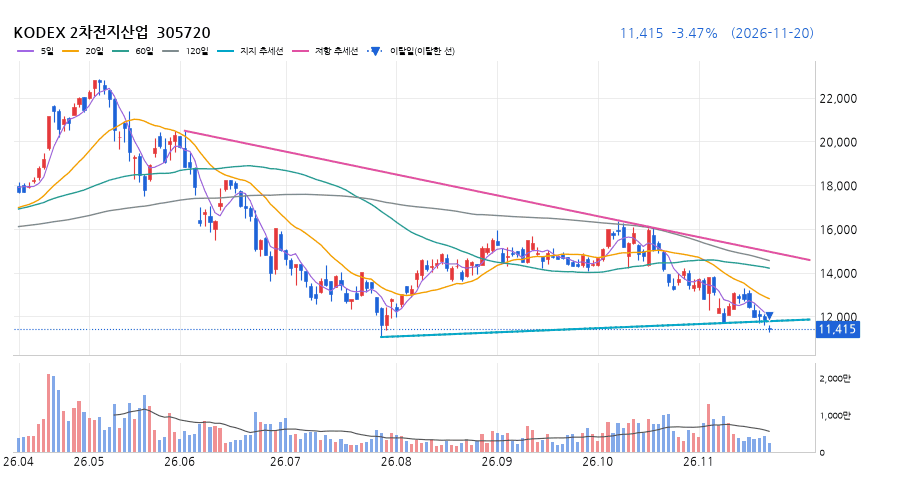 KODEX 2차전지산업 305720
11,415 -3.47% (2026-11-20)
5일 20일 60일 120일 지지 추세선 저항 추세선 이탈일(이탈한 선)
22,000
20,000
18,000
16,000
14,000
12,000
11,415
2,000만
1,000만
0
26.04 26.05 26.06 26.07 26.08 26.09 26.10 26.11